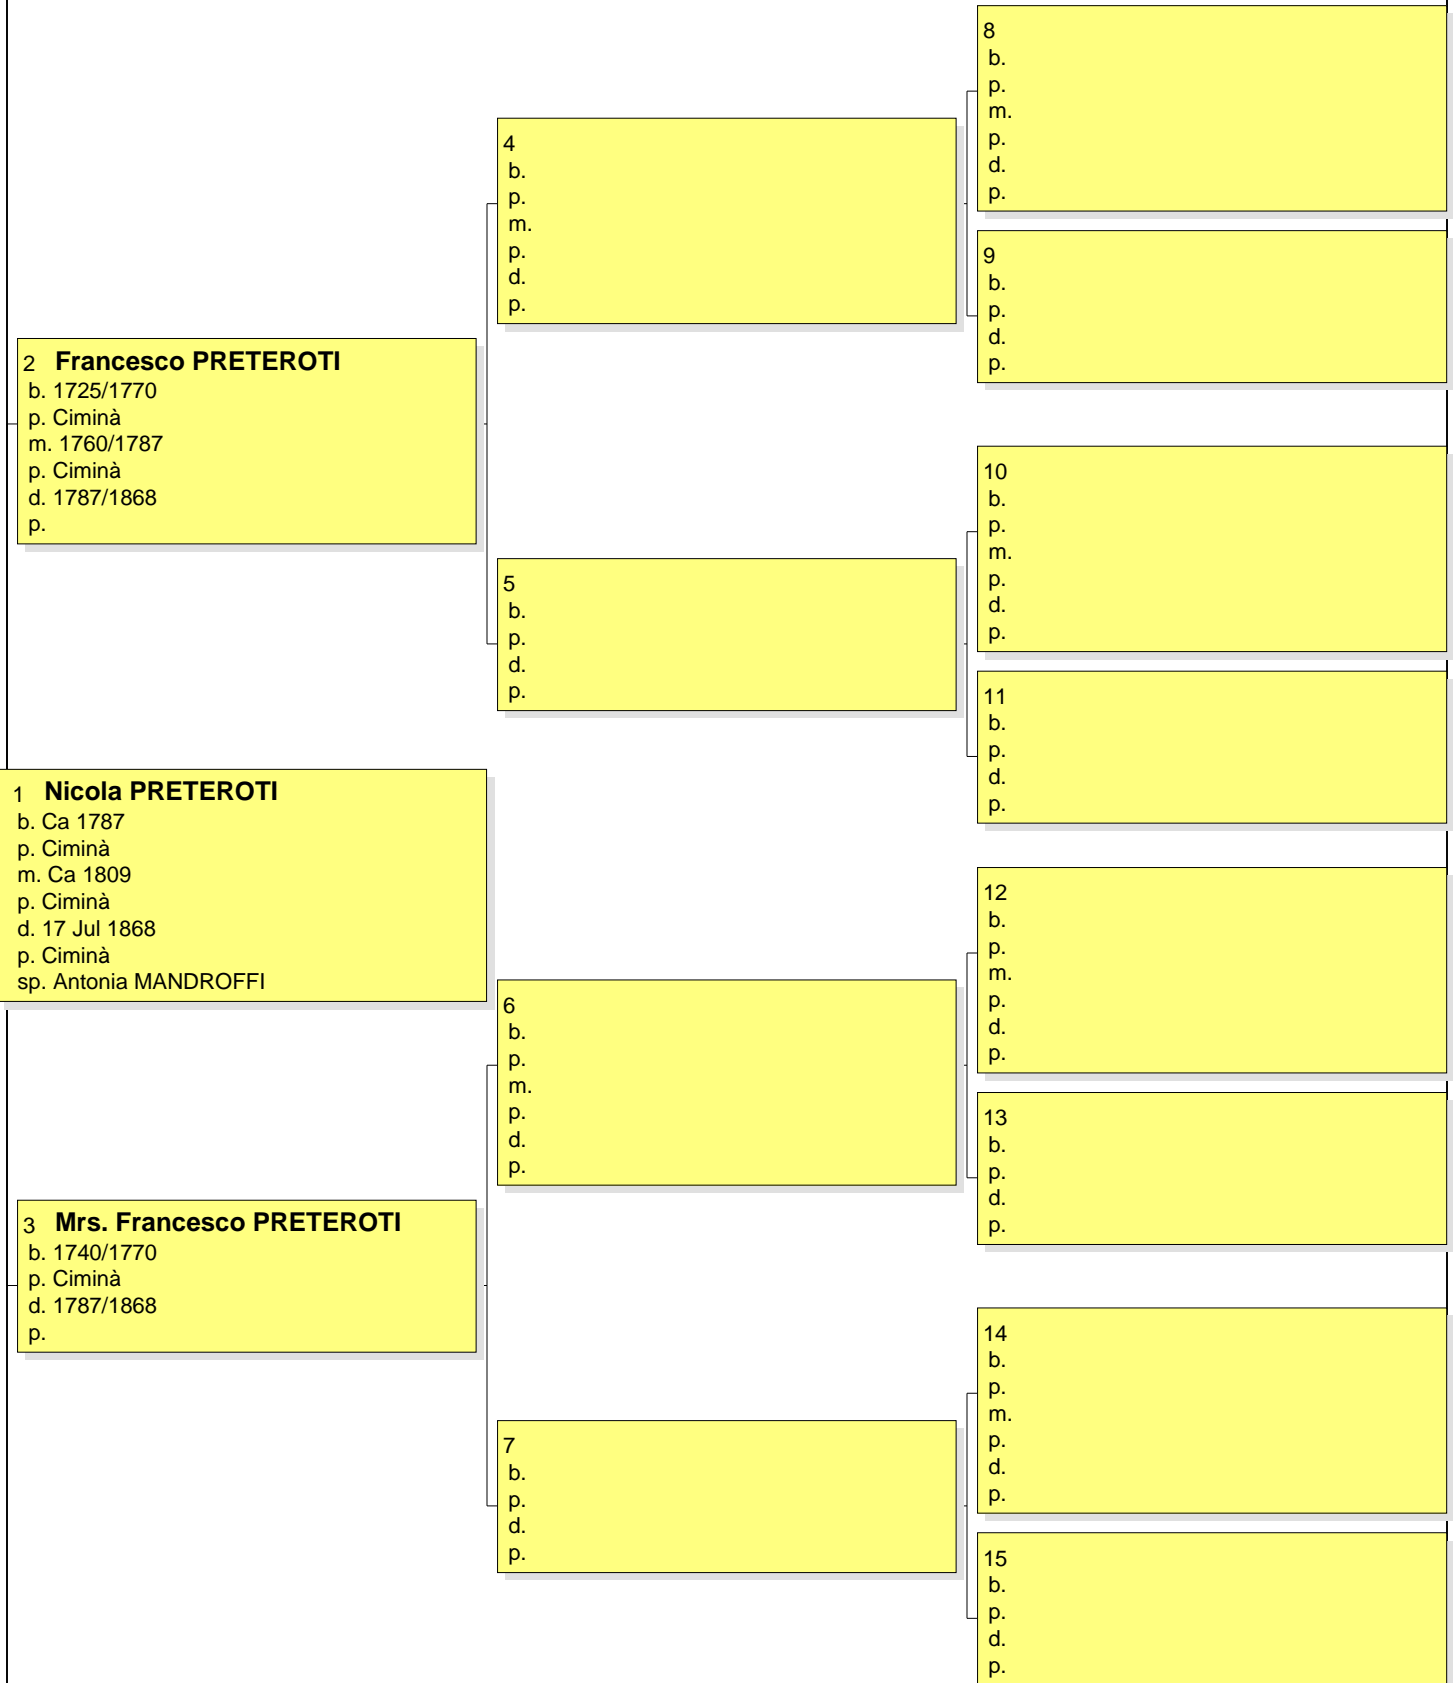 8
b.
p.
m.
p.
d.
p.
4
b.
p.
m.
p.
d.
p.
9
b.
p.
d.
p.
2 Francesco PRETEROTI
b. 1725/1770
p. Ciminà
m. 1760/1787
p. Ciminà
d. 1787/1868
p.
10
b.
p.
m.
p.
d.
p.
5
b.
p.
d.
p.
11
b.
p.
d.
p.
1 Nicola PRETEROTI
b. Ca 1787
p. Ciminà
m. Ca 1809
p. Ciminà
d. 17 Jul 1868
p. Ciminà
sp. Antonia MANDROFFI
12
b.
p.
m.
p.
d.
p.
6
b.
p.
m.
p.
d.
p.
13
b.
p.
d.
p.
3 Mrs. Francesco PRETEROTI
b. 1740/1770
p. Ciminà
d. 1787/1868
p.
14
b.
p.
m.
p.
d.
p.
7
b.
p.
d.
p.
15
b.
p.
d.
p.